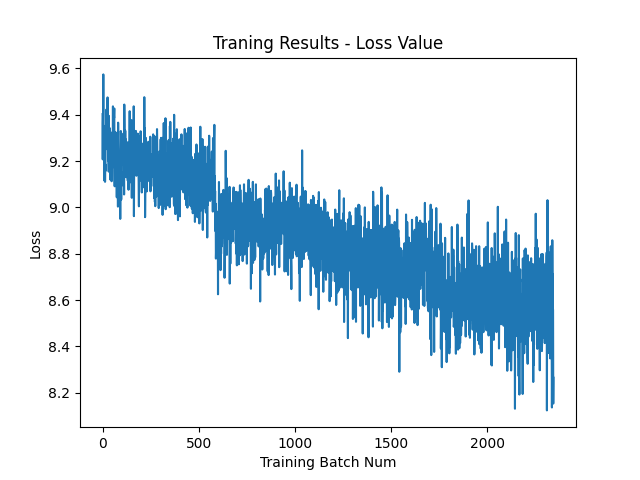 Traning Results - Loss Value
9.6
9.4
9.2
9.0
8.8
8.6
8.4
8.2
Loss
0 500 1000 1500 2000
Training Batch Num